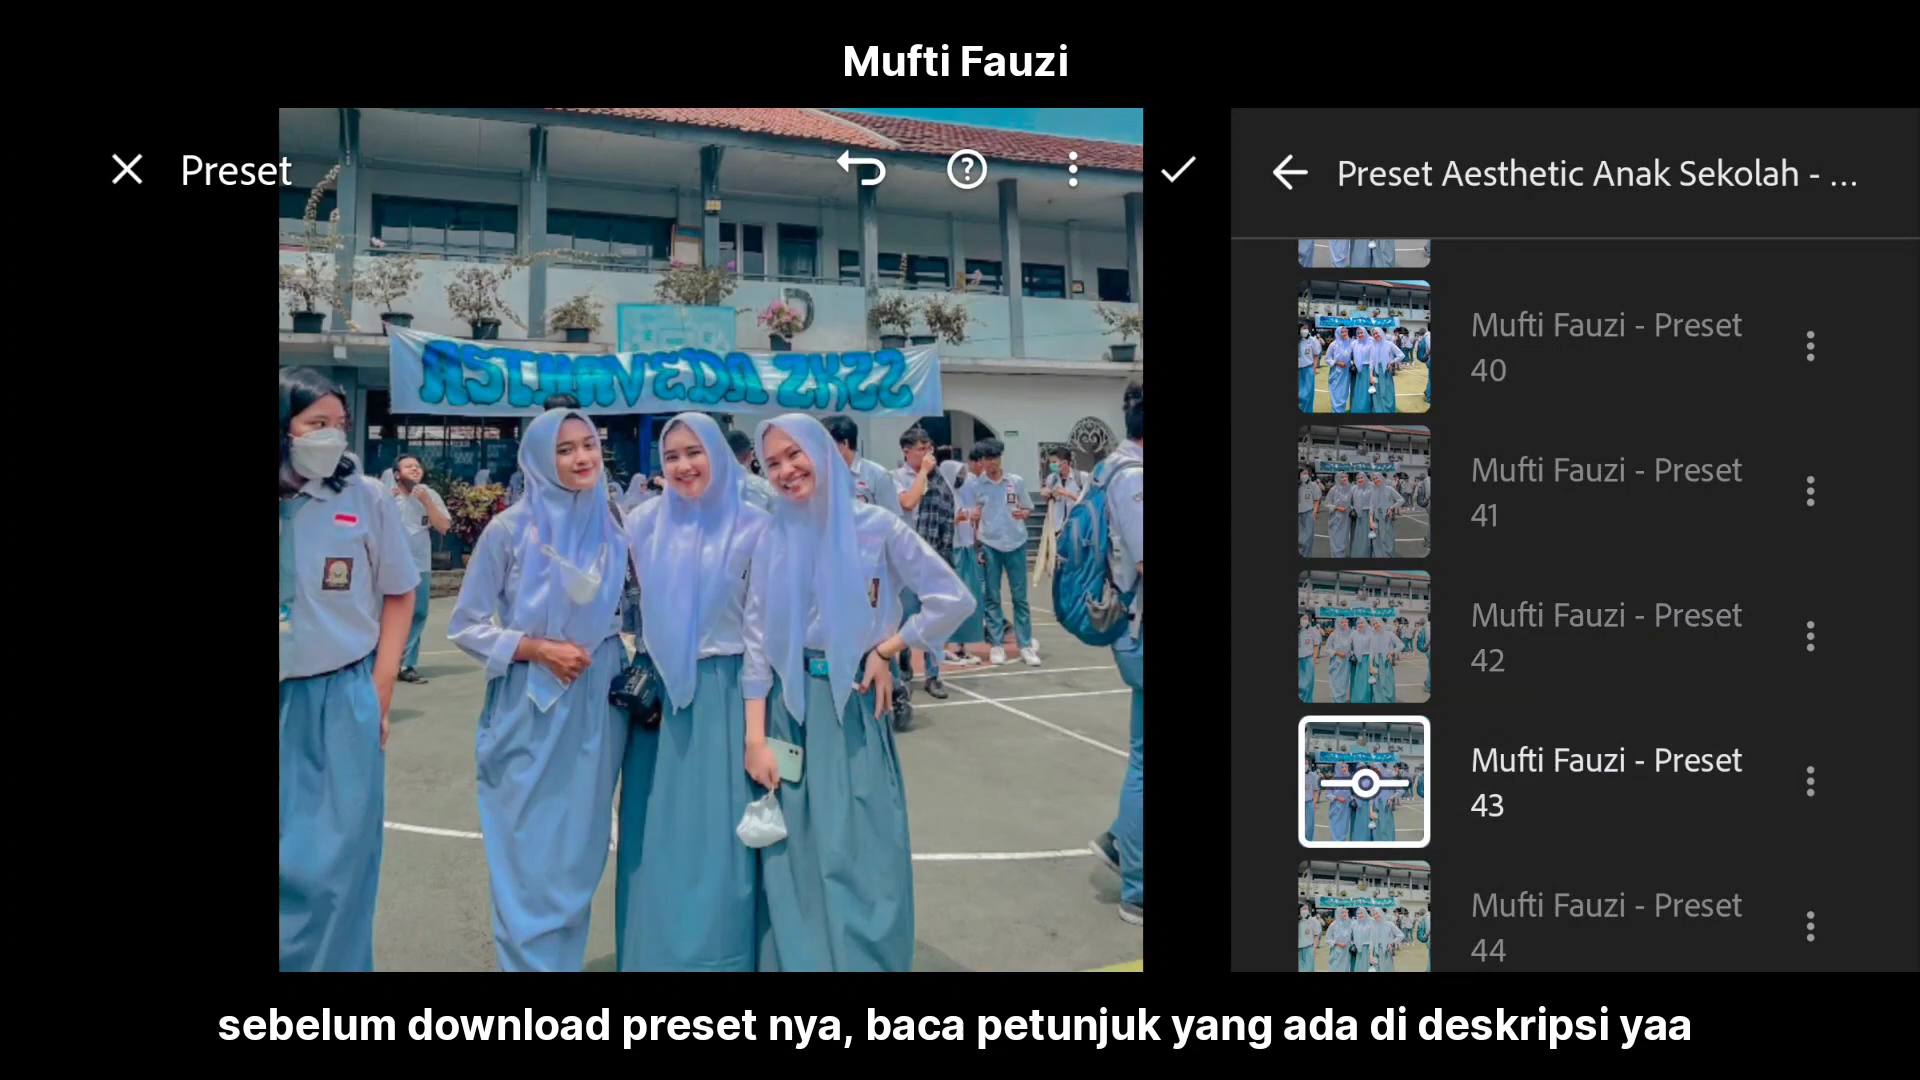 Mufti Fauzi
Preset
Preset Aesthetic Anak Sekolah - ...
ASTHAVEDA 2K22
Mufti Fauzi - Preset
40
Mufti Fauzi - Preset
41
Mufti Fauzi - Preset
42
Mufti Fauzi - Preset
43
Mufti Fauzi - Preset
44
sebelum download preset nya, baca petunjuk yang ada di deskripsi yaa